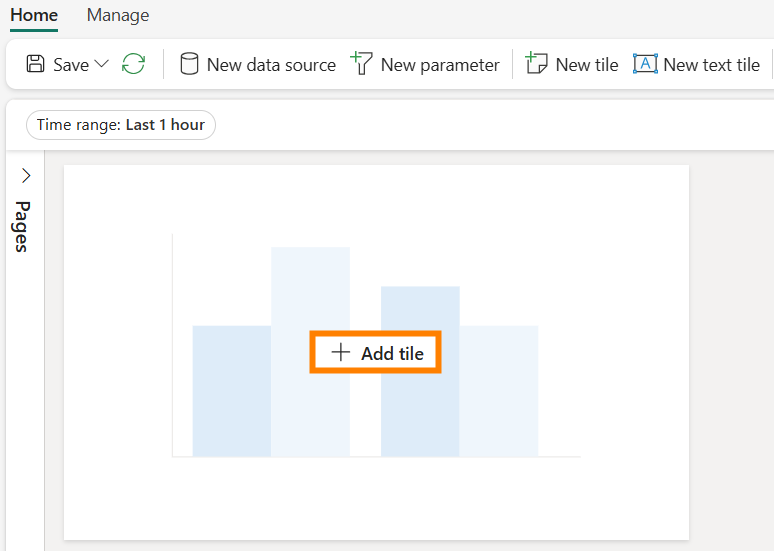 Home Manage
Save New data source New parameter New tile A New text tile
Time range: Last 1 hour
Pages
Add tile